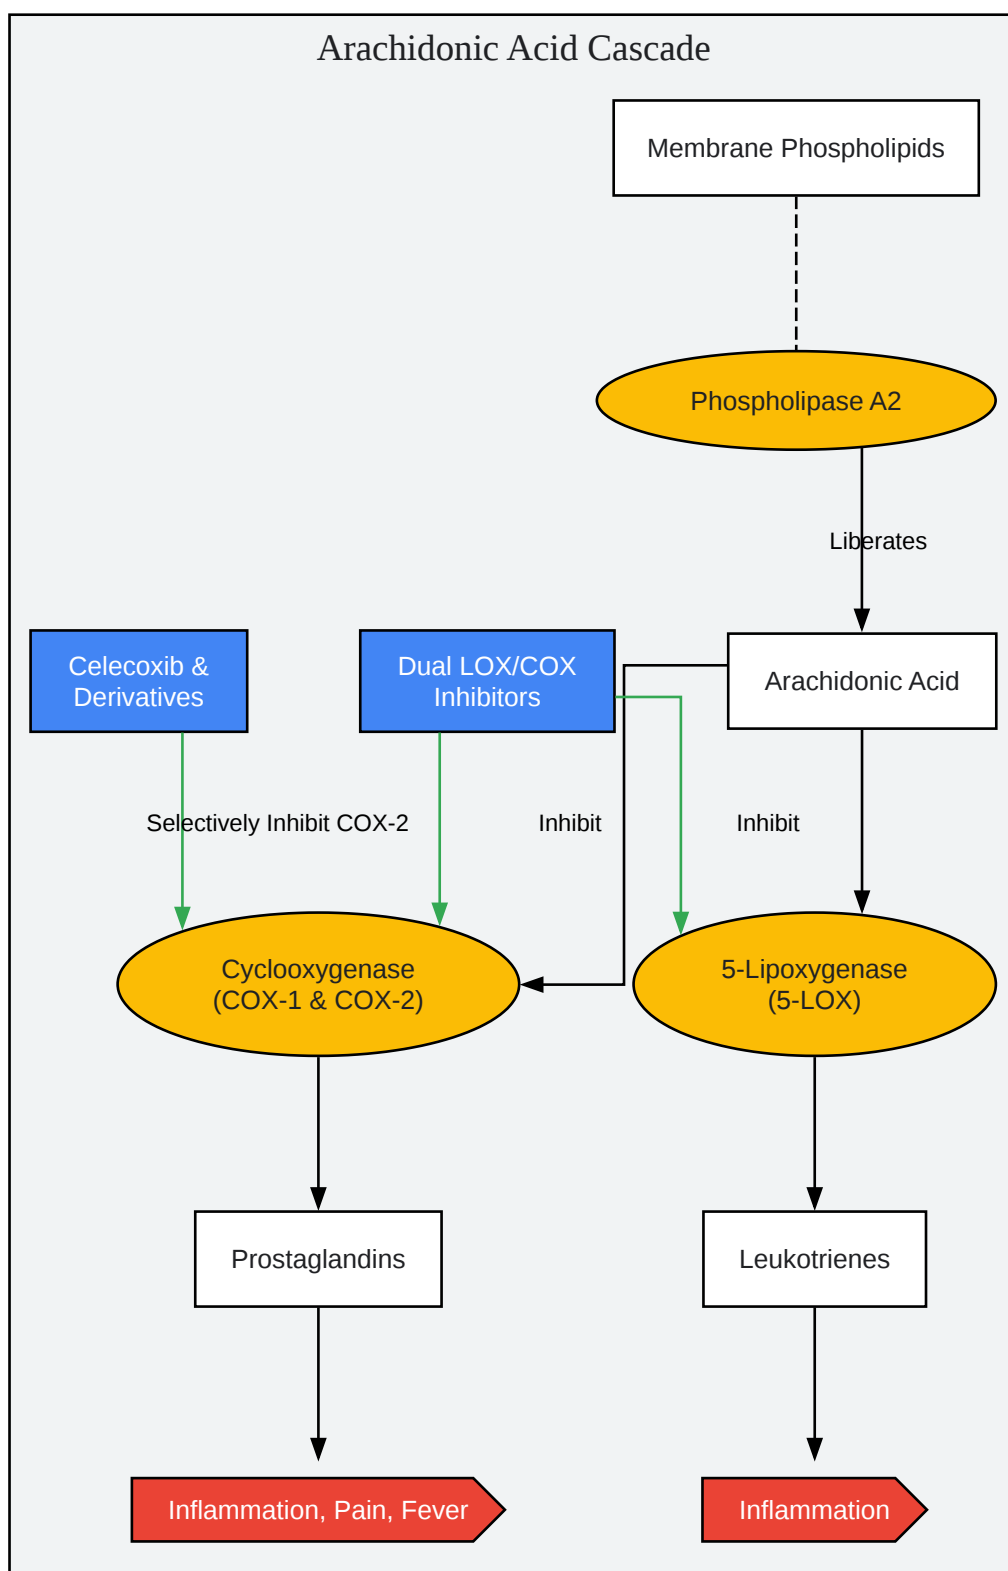 Arachidonic Acid Cascade
Membrane Phospholipids
Phospholipase A2
Liberates
Celecoxib &
Derivatives
Dual LOX/COX
Inhibitors
Arachidonic Acid
Selectively Inhibit COX-2
Inhibit
Inhibit
Cyclooxygenase
(COX-1 & COX-2)
5-Lipoxygenase
(5-LOX)
Prostaglandins
Leukotrienes
Inflammation, Pain, Fever
Inflammation